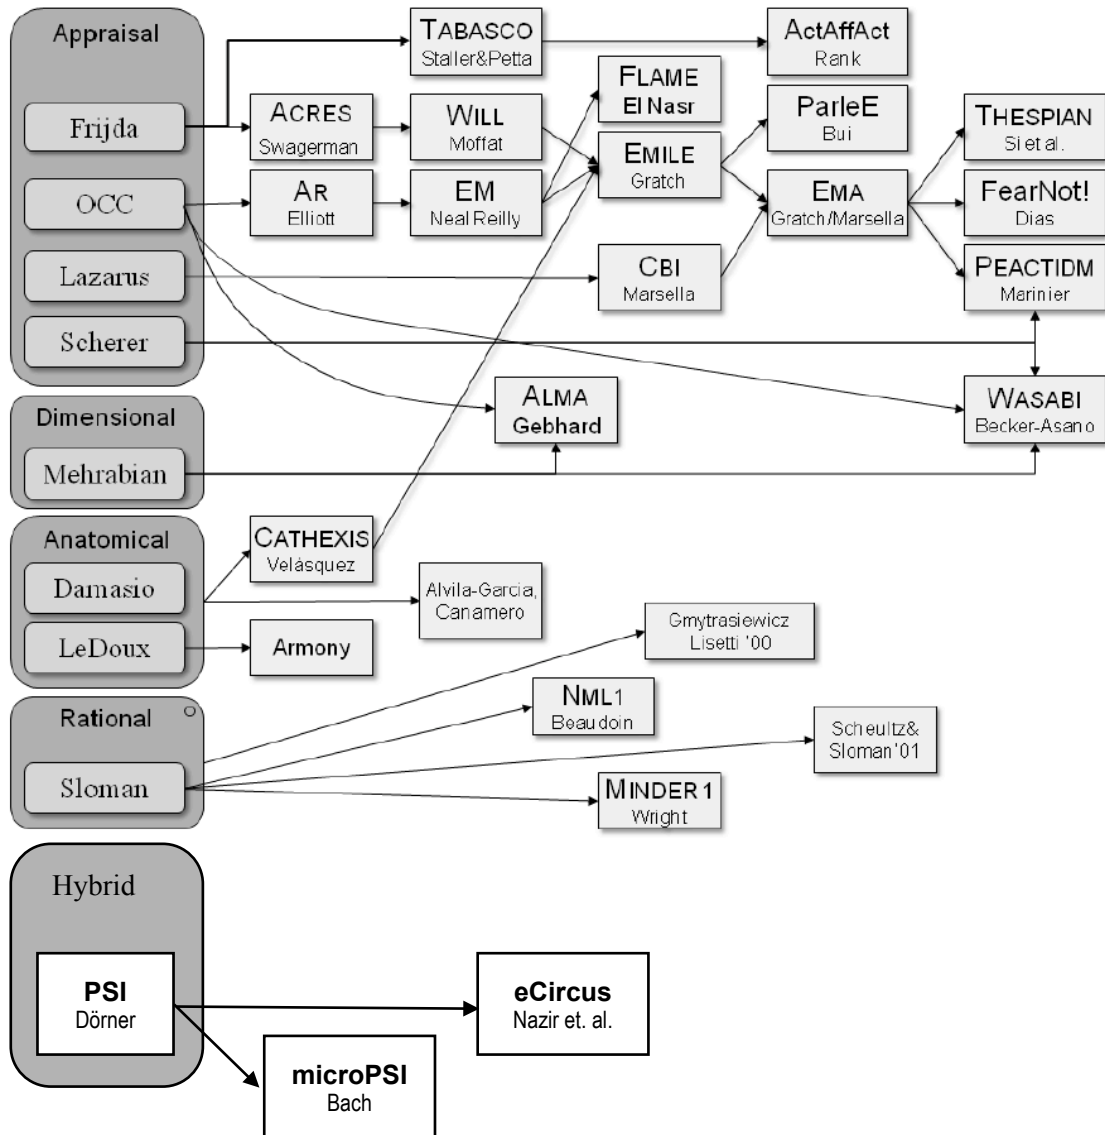 Appraisal
Frijda
OCC
Lazarus
Scherer
TABASCO
Staller&Petta
ActAffAct
Rank
FLAME
El Nasr
ACRES
Swagerman
WILL
Moffat
EMILE
Gratch
ParleE
Bui
THESPIAN
Si et al.
AR
Elliott
EM
Neal Reilly
EMA
Gratch/Marsella
FearNot!
Dias
CBI
Marsella
PEACTIDM
Marinier
ALMA
Gebhard
WASABI
Becker-Asano
Dimensional
Mehrabian
Anatomical
Damasio
LeDoux
CATHEXIS
Velásquez
Alvila-Garcia,
Canamero
Armony
Gmytrasiewicz
Lisetti '00
Rational
Sloman
NML1
Beaudoin
Scheultz&
Sloman'01
MINDER1
Wright
Hybrid
PSI
Dörner
eCircus
Nazir et. al.
microPSI
Bach